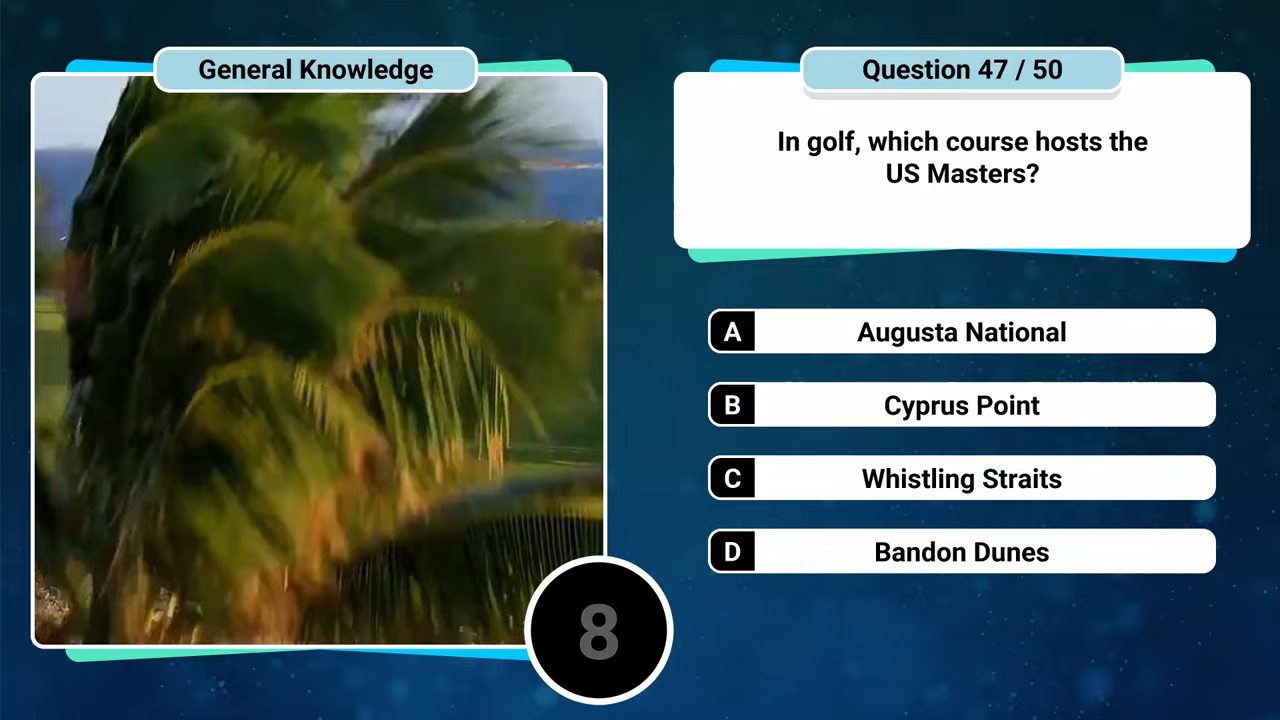 General Knowledge
Question 47 / 50
In golf, which course hosts the
US Masters?
A Augusta National
B Cyprus Point
C Whistling Straits
D Bandon Dunes
8